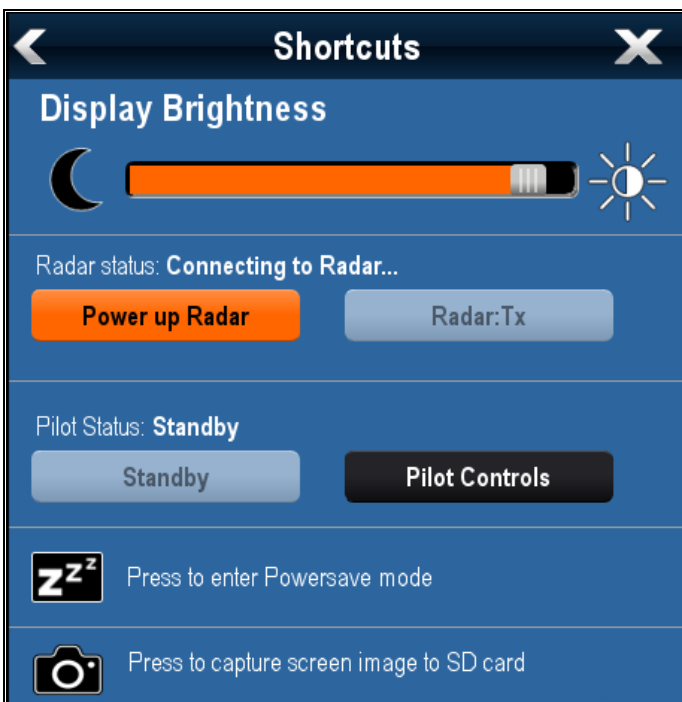 Shortcuts
Display Brightness
Radar status: Connecting to Radar...
Power up Radar Radar:Tx
Pilot Status: Standby
Standby Pilot Controls
zzz Press to enter Powersave mode
Press to capture screen image to SD card